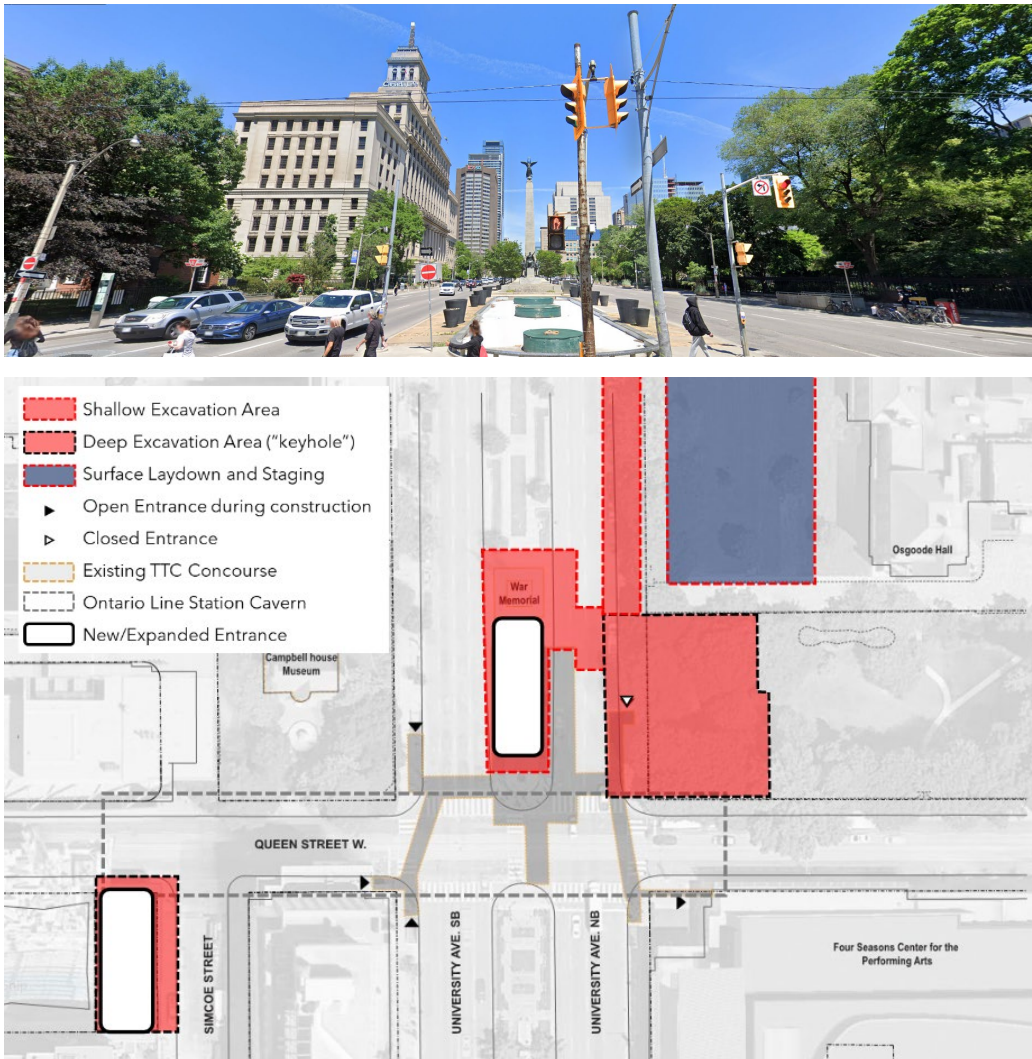 Shallow Excavation Area
Deep Excavation Area ("keyhole")
Surface Laydown and Staging
Open Entrance during construction
Closed Entrance
Existing TTC Concourse
Ontario Line Station Cavern
New/Expanded Entrance
Osgoode Hall
War
Memorial
Campbell house
Museum
QUEEN STREET W.
SIMCOE STREET
UNIVERSITY AVE. SB
UNIVERSITY AVE. NB
Four Seasons Center for the
Performing Arts